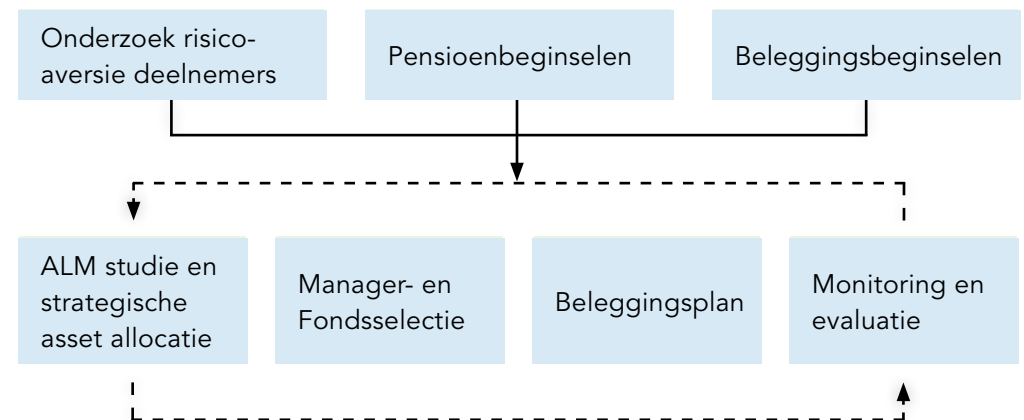 Onderzoek risico-
aversie deelnemers
Pensioenbeginselen
Beleggingsbeginselen
ALM studie en
strategische
asset allocatie
Manager- en
Fondsselectie
Beleggingsplan
Monitoring en
evaluatie